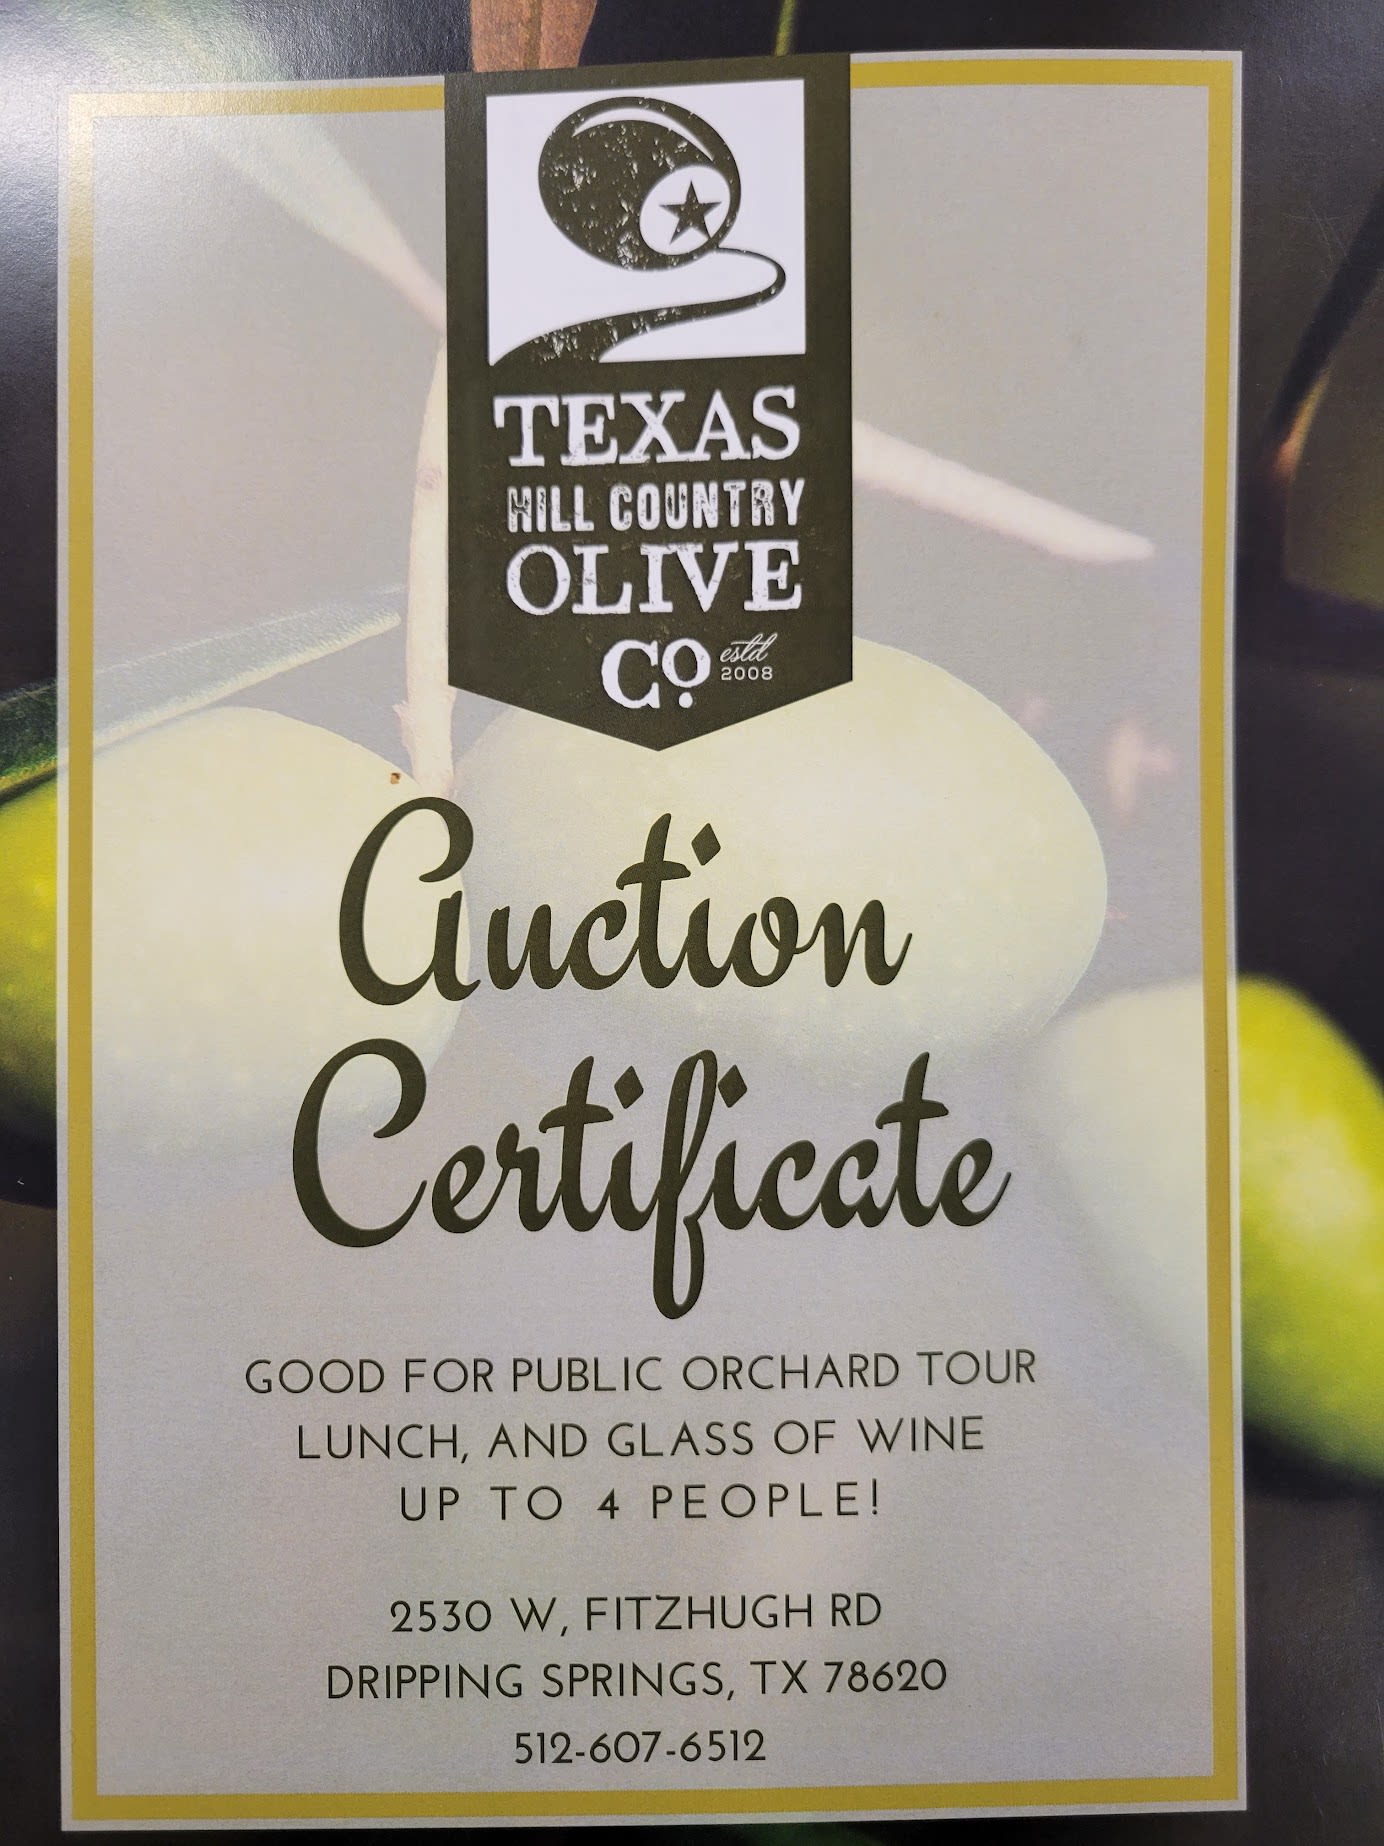 TEXAS
HILL COUNTRY
OLIVE
CO. estd
2008
Auction
Certificate
GOOD FOR PUBLIC ORCHARD TOUR
LUNCH, AND GLASS OF WINE
UP TO 4 PEOPLE!
2530 W, FITZHUGH RD
DRIPPING SPRINGS, TX 78620
512-607-6512